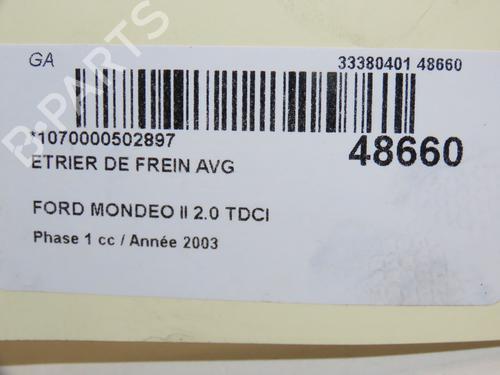 GA
33380401 48660
*1070000502897
48660
ETRIER DE FREIN AVG
FORD MONDEO II 2.0 TDCI
Phase 1 cc / Année 2003
B-PARTS